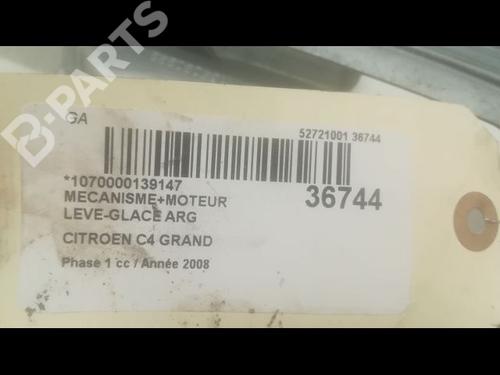 GA
52721001 36744
*1070000139147
MECANISME+MOTEUR
LEVE-GLACE ARG
36744
CITROEN C4 GRAND
Phase 1 cc / Année 2008
B-PARTS